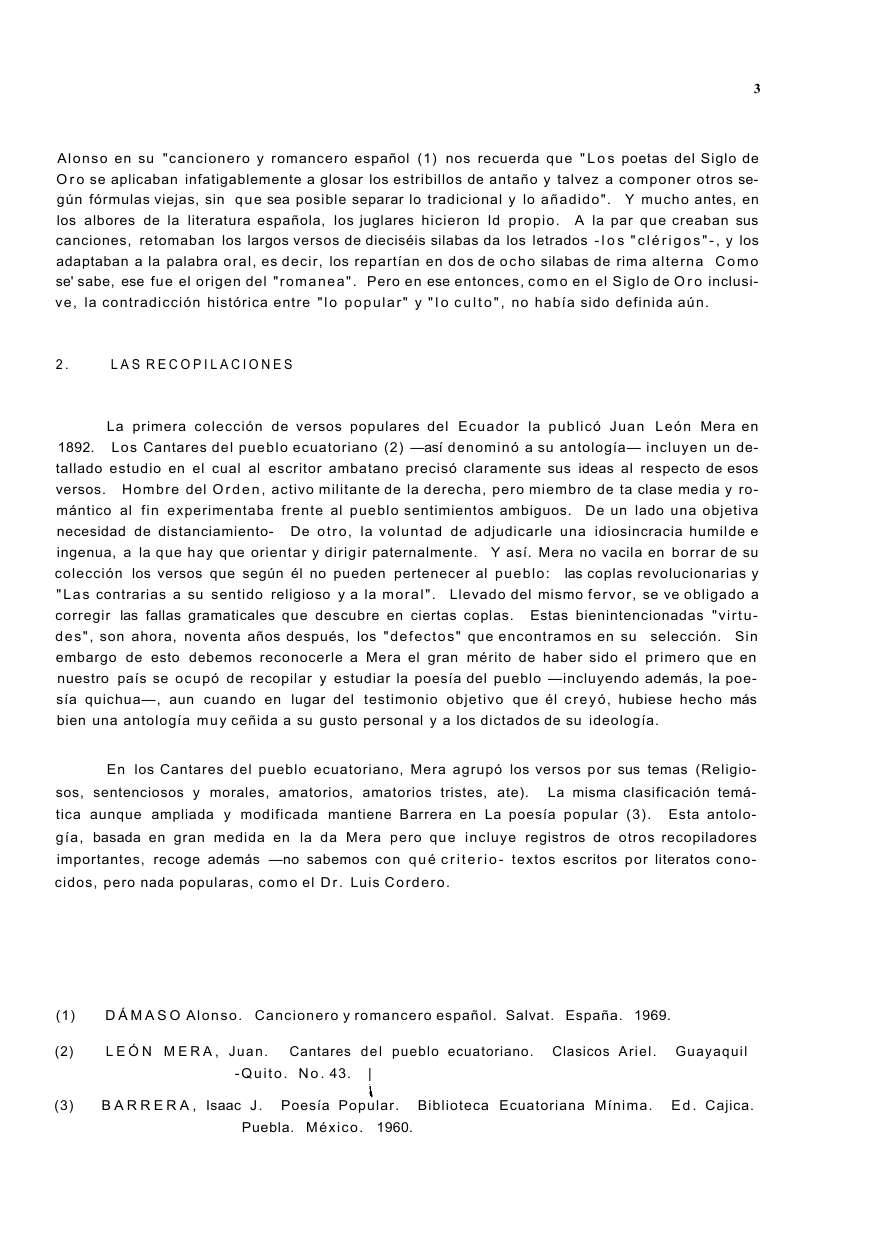 3
Alonso en su "cancionero y romancero español (1) nos recuerda que "Los poetas del Siglo de
Oro se aplicaban infatigablemente a glosar los estribillos de antaño y talvez a componer otros se-
gún fórmulas viejas, sin que sea posible separar lo tradicional y lo añadido". Y mucho antes, en
los albores de la literatura española, los juglares hicieron ld propio. A la par que creaban sus
canciones, retomaban los largos versos de dieciséis silabas da los letrados -los "clérigos"-, y los
adaptaban a la palabra oral, es decir, los repartían en dos de ocho silabas de rima alterna Como
se' sabe, ese fue el origen del "romanea". Pero en ese entonces, como en el Siglo de Oro inclusi-
ve, la contradicción histórica entre "lo popular" y "lo culto", no había sido definida aún.
2. LAS RECOPILACIONES
La primera colección de versos populares del Ecuador la publicó Juan León Mera en
1892. Los Cantares del pueblo ecuatoriano (2) —así denominó a su antología— incluyen un de-
tallado estudio en el cual al escritor ambatano precisó claramente sus ideas al respecto de esos
versos. Hombre del Orden, activo militante de la derecha, pero miembro de ta clase media y ro-
mántico al fin experimentaba frente al pueblo sentimientos ambiguos. De un lado una objetiva
necesidad de distanciamiento- De otro, la voluntad de adjudicarle una idiosincracia humilde e
ingenua, a la que hay que orientar y dirigir paternalmente. Y así. Mera no vacila en borrar de su
colección los versos que según él no pueden pertenecer al pueblo: las coplas revolucionarias y
"Las contrarias a su sentido religioso y a la moral". Llevado del mismo fervor, se ve obligado a
corregir las fallas gramaticales que descubre en ciertas coplas. Estas bienintencionadas "virtu-
des", son ahora, noventa años después, los "defectos" que encontramos en su selección. Sin
embargo de esto debemos reconocerle a Mera el gran mérito de haber sido el primero que en
nuestro país se ocupó de recopilar y estudiar la poesía del pueblo —incluyendo además, la poe-
sía quichua—, aun cuando en lugar del testimonio objetivo que él creyó, hubiese hecho más
bien una antología muy ceñida a su gusto personal y a los dictados de su ideología.
En los Cantares del pueblo ecuatoriano, Mera agrupó los versos por sus temas (Religio-
sos, sentenciosos y morales, amatorios, amatorios tristes, ate). La misma clasificación temá-
tica aunque ampliada y modificada mantiene Barrera en La poesía popular (3). Esta antolo-
gía, basada en gran medida en la da Mera pero que incluye registros de otros recopiladores
importantes, recoge además —no sabemos con qué criterio- textos escritos por literatos cono-
cidos, pero nada popularas, como el Dr. Luis Cordero.
(1) DÁMASO Alonso. Cancionero y romancero español. Salvat. España. 1969.
(2) LEÓN MERA, Juan. Cantares del pueblo ecuatoriano. Clasicos Ariel. Guayaquil
-Quito. No. 43. |
(3) BARRERA, Isaac J. Poesía Popular. Biblioteca Ecuatoriana Mínima. Ed. Cajica.
Puebla. México. 1960.